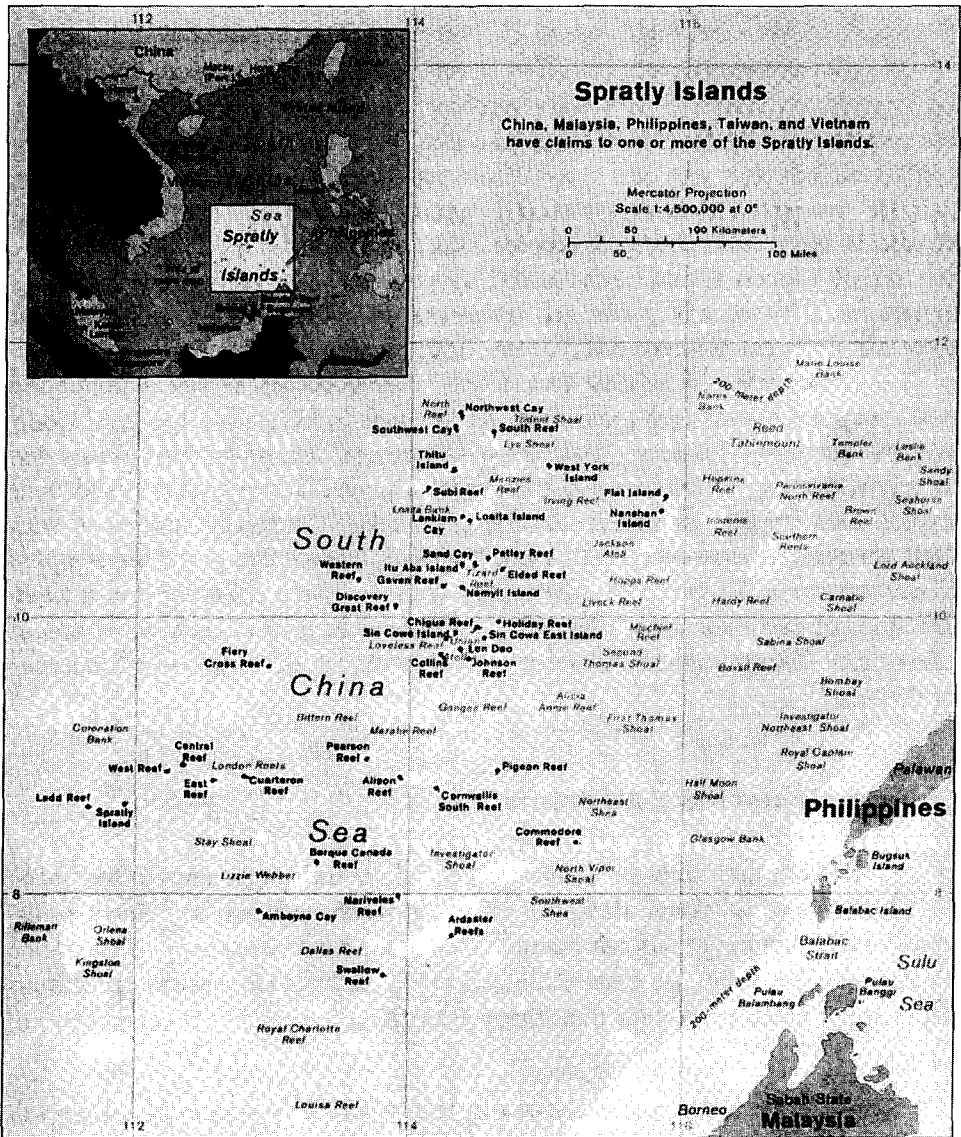 112
114
116
14
China
Macau
Sea
Spratly
Islands
Spratly Islands
China, Malaysia, Philippines, Taiwan, and Vietnam
have claims to one or more of the Spratly Islands.
Mercator Projection
Scale 1:4,500,000 at 0°
0 50 100 Kilometers
0 50 100 Miles
12
200 meter depth
Bank
Nares
Bank
North
Reef
Northwest Cay
Trident Shoal
Southwest Cay
South Reef
Lys Shoal
Reed
Tablemount
Templer
Bank
Leslie
Bank
Sandy
Shoal
Thitu
Island
West York
Island
Menzies
Reef
Subi Reef
Irving Reef
Flat Island
Hopkins
Reef
Pennsylvania
North Reef
Seahorse
Shoal
Brown
Reef
Loaita Bank
Lankiam
Cay
Loaita Island
Nanshan
Island
Iroquois
Reef
Southern
Reefs
South
Jackson
Atoll
Sand Cay
Petley Reef
Western
Reef
Itu Aba Island
Tizard
Reef
Eldad Reef
Gaven Reef
Namyit Island
Hopps Reef
Lord Auckland
Shoal
Discovery
Great Reef
Livock Reef
Hardy Reef
Carnatic
Shoal
10
10
Chigua Reef
Holiday Reef
Sin Cowe Island
Sin Cowe East Island
Union
Loveless Reef
Len Dao
Collins
Reef
Johnson
Reef
Mischief
Reef
Second
Thomas Shoal
Sabina Shoal
Boxall Reef
Bombay
Shoal
Fiery
Cross Reef
China
Ganges Reef
Alicia
Annie Reef
First Thomas
Shoal
Investigator
Northeast Shoal
Bittern Reef
Coronation
Bank
Royal Captain
Shoal
Palawan
Central
Reef
London Reefs
Pearson
Reef
West Reef
East
Reef
Cuarteron
Reef
Alison
Reef
Pigeon Reef
Cornwallis
South Reef
Half Moon
Shoal
Ladd Reef
Spratly
Island
Northeast
Shea
Philippines
Sea
Stay Shoal
Barque Canada
Reef
Commodore
Reef
Glasgow Bank
Investigator
Shoal
Bugsuk
Island
Lizzie Webber
North Viper
Shoal
8
8
Mariveles
Reef
Southwest
Shea
Amboyna Cay
Ardasier
Reefs
Balabac Island
Rifleman
Bank
Orlena
Shoal
Kingston
Shoal
Dallas Reef
Balabac
Strait
Sulu
Sea
Swallow
Reef
200-meter depth
Pulau
Balambang
Pulau
Banggi
Royal Charlotte
Reef
Louisa Reef
Borneo
Sabah State
Malaysia
112
114
116